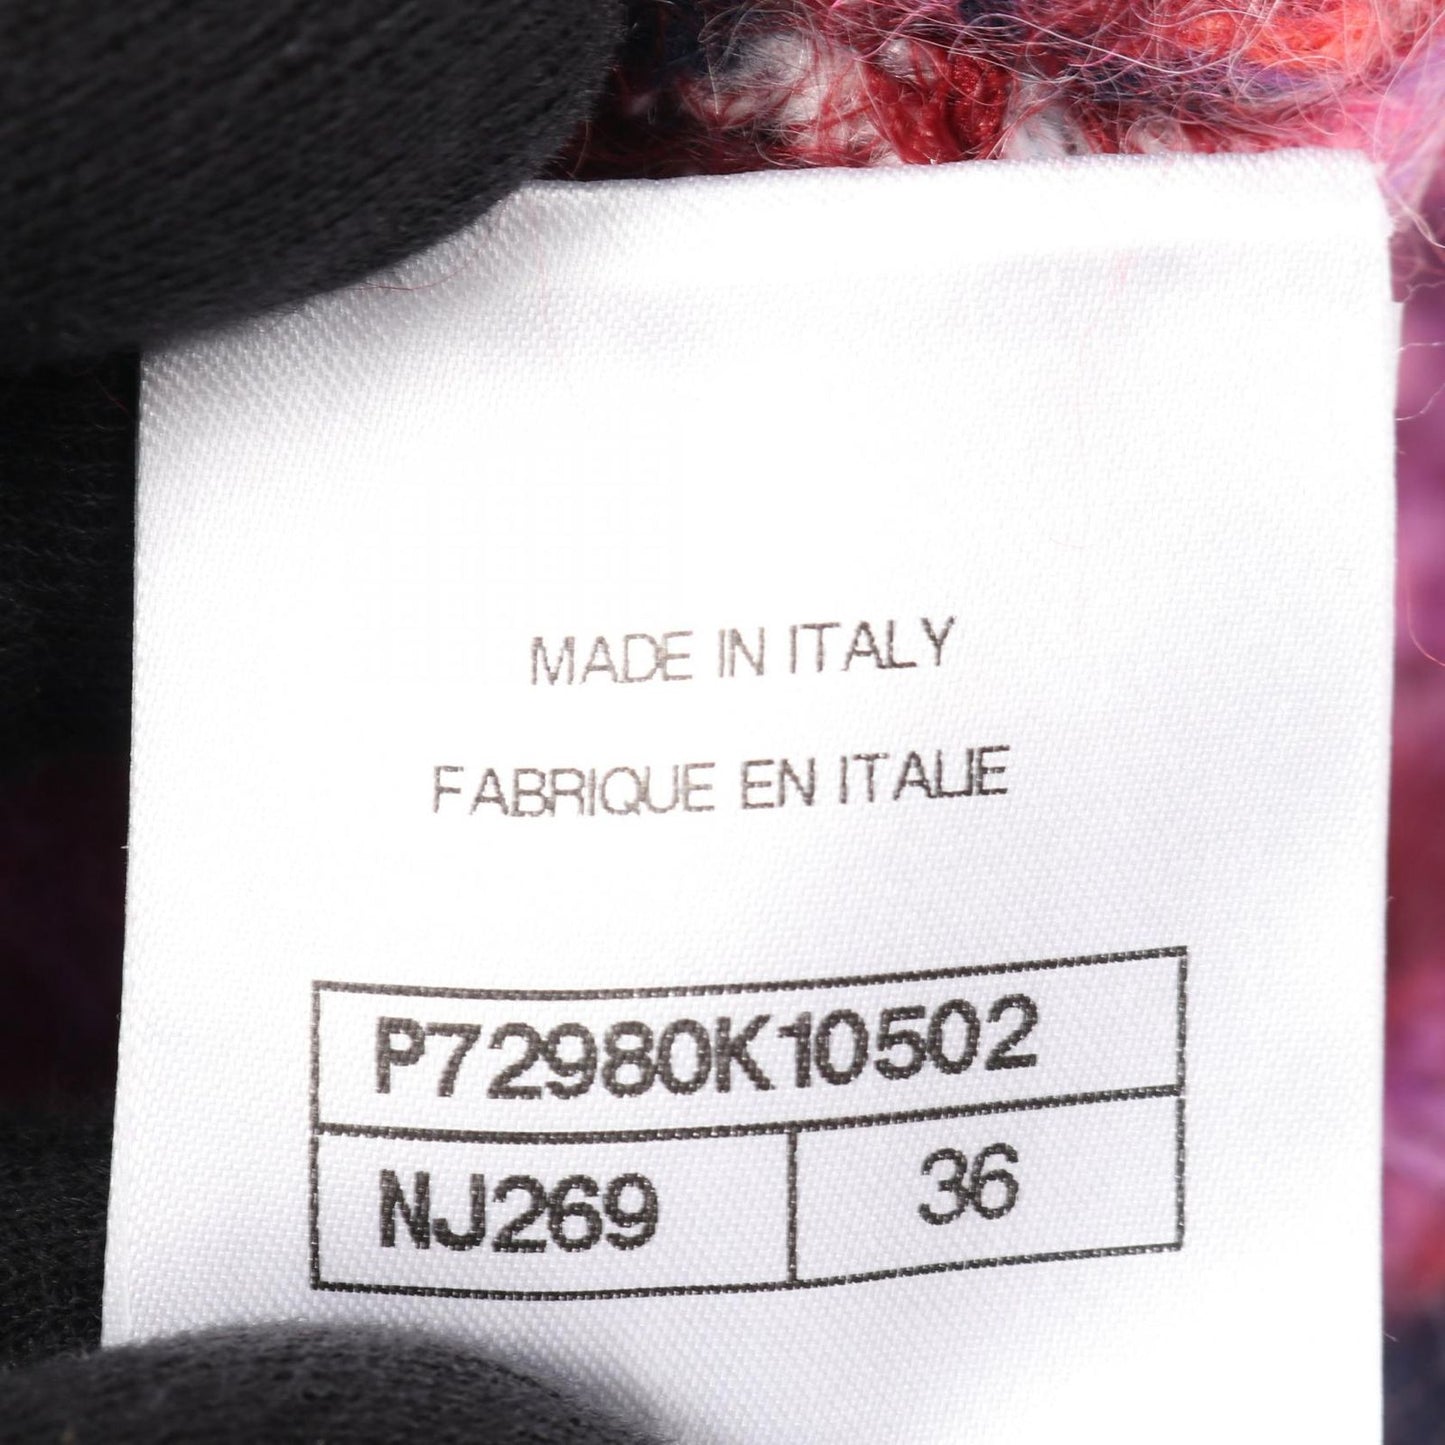 MADE IN ITALY
FABRIQUE EN ITALIE
P72980K10502
NJ269 36